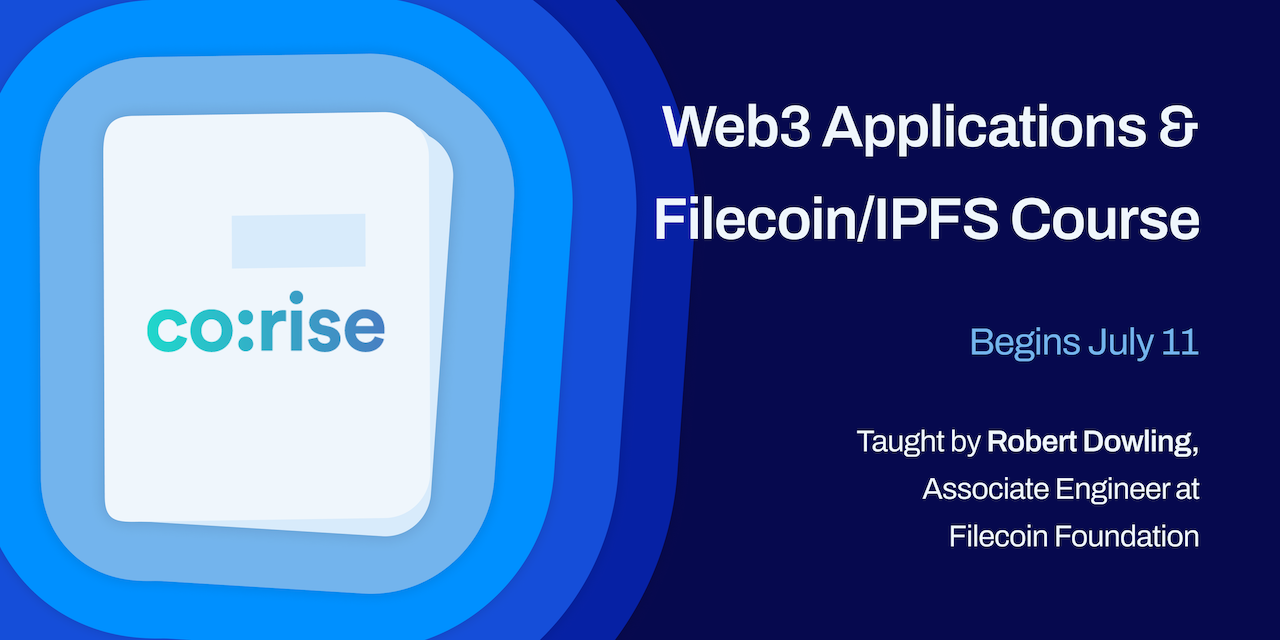 Web3 Applications &
Filecoin/IPFS Course
co:rise
Begins July 11
Taught by Robert Dowling,
Associate Engineer at
Filecoin Foundation